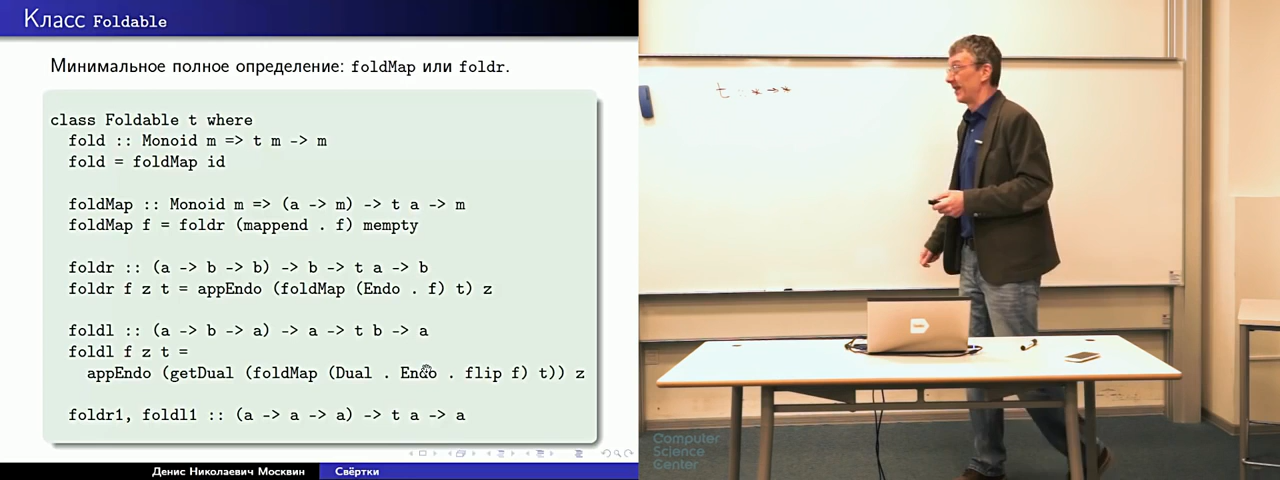 Класс Foldable
Минимальное полное определение: foldMap или foldr.
class Foldable t where
fold :: Monoid m => t m -> m
fold = foldMap id
foldMap :: Monoid m => (a -> m) -> t a -> m
foldMap f = foldr (mappend . f) mempty
foldr :: (a -> b -> b) -> b -> t a -> b
foldr f z t = appEndo (foldMap (Endo . f) t) z
foldl :: (a -> b -> a) -> a -> t b -> a
foldl f z t =
appEndo (getDual (foldMap (Dual . Endo . flip f) t)) z
foldr1, foldl1 :: (a -> a -> a) -> t a -> a
Денис Николаевич Москвин
Свёртки
t :: * -> *
Computer
Science
Center